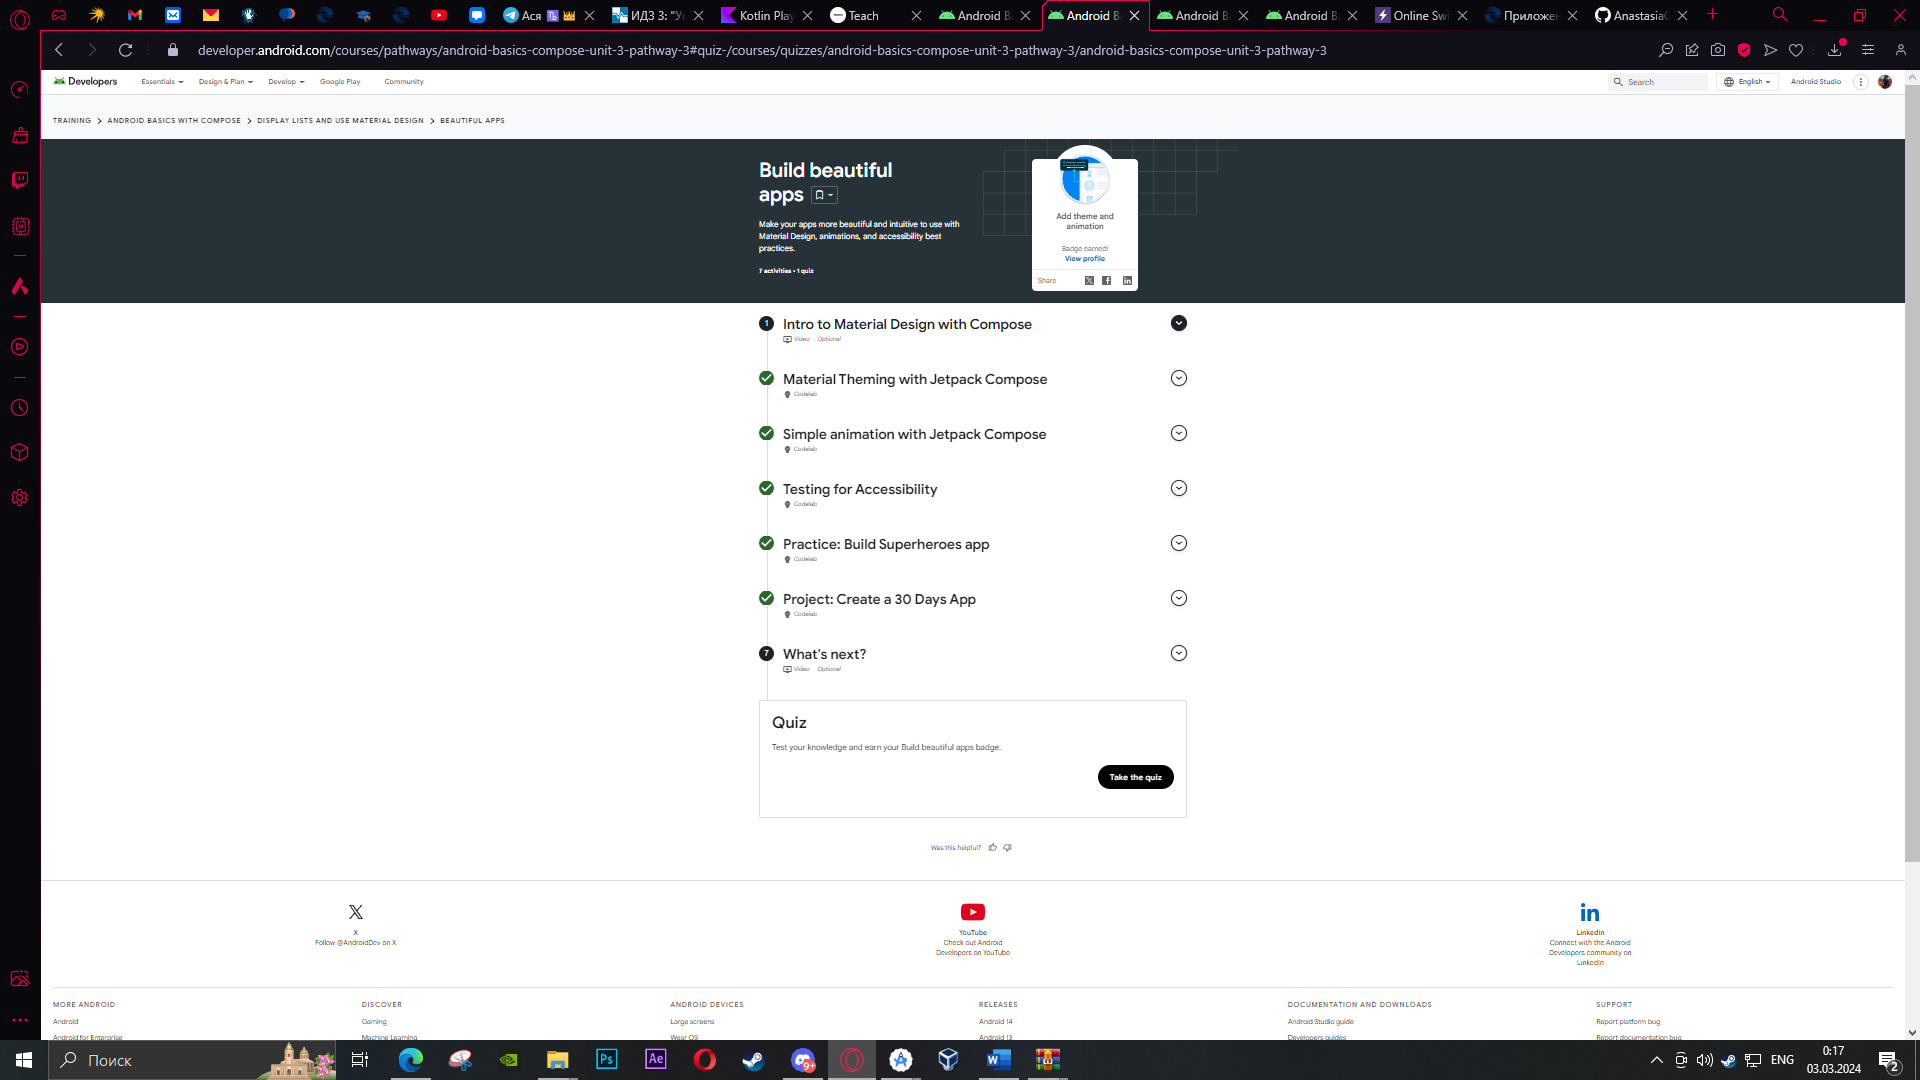 Ася
ИДЗ 3: "Ус
Kotlin Play
Teach
Android B
Android B
Android B
Android B
Online Swi
Приложен
AnastasiaG
developer.android.com/courses/pathways/android-basics-compose-unit-3-pathway-3#quiz-/courses/quizzes/android-basics-compose-unit-3-pathway-3/android-basics-compose-unit-3-pathway-3
Developers
Essentials
Design & Plan
Develop
Google Play
Community
Search
English
Android Studio
TRAINING
ANDROID BASICS WITH COMPOSE
DISPLAY LISTS AND USE MATERIAL DESIGN
BEAUTIFUL APPS
Build beautiful
apps
Make your apps more beautiful and intuitive to use with
Material Design, animations, and accessibility best
practices.
7 activities • 1 quiz
Add theme and
animation
Badge earned!
View profile
Share
1
Intro to Material Design with Compose
Video Optional
Material Theming with Jetpack Compose
Codelab
Simple animation with Jetpack Compose
Codelab
Testing for Accessibility
Codelab
Practice: Build Superheroes app
Codelab
Project: Create a 30 Days App
Codelab
7
What's next?
Video Optional
Quiz
Test your knowledge and earn your Build beautiful apps badge.
Take the quiz
Was this helpful?
X
Follow @AndroidDev on X
YouTube
Check out Android
Developers on YouTube
LinkedIn
Connect with the Android
Developers community on
LinkedIn
MORE ANDROID
DISCOVER
ANDROID DEVICES
RELEASES
DOCUMENTATION AND DOWNLOADS
SUPPORT
Android
Gaming
Large screens
Android 14
Android Studio guide
Report platform bug
Android for Enterprise
Machine Learning
Wear OS
Android 13
Developers guides
Report documentation bug
Поиск
Ps
Ae
9+
W
ENG
0:17
03.03.2024
2